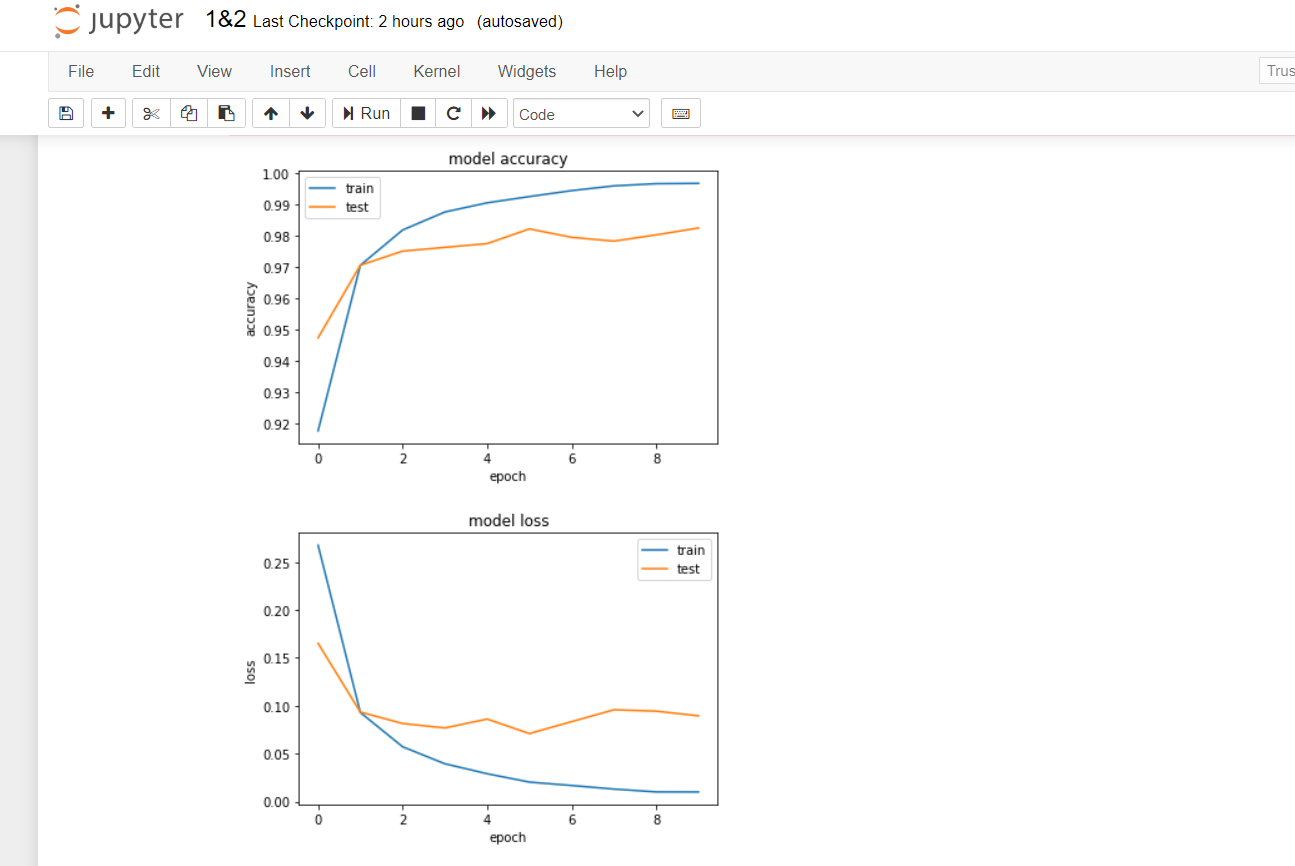 jupyter 1&2 Last Checkpoint: 2 hours ago (autosaved)
File Edit View Insert Cell Kernel Widgets Help Trus
Run Code
model accuracy
1.00
0.99
0.98
0.97
0.96
0.95
0.94
0.93
0.92
accuracy
train
test
0 2 4 6 8
epoch
model loss
0.25
0.20
0.15
0.10
0.05
0.00
loss
train
test
0 2 4 6 8
epoch